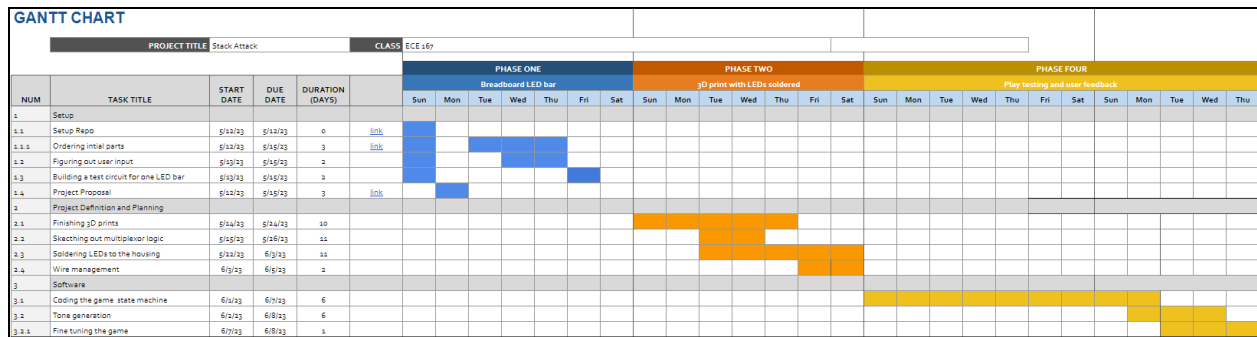 GANTT CHART
PROJECT TITLE Stack Attack CLASS ECE 167
PHASE ONE PHASE TWO PHASE FOUR
Breadboard LED bar 3D print with LEDs soldered Play testing and user feedback
NUM TASK TITLE START DATE DUE DATE DURATION (DAYS) Sun Mon Tue Wed Thu Fri Sat Sun Mon Tue Wed Thu Fri Sat Sun Mon Tue Wed Thu Fri Sat Sun Mon Tue Wed Thu
1 Setup
1.1 Setup Repo 5/12/23 5/12/23 0 link
1.1.1 Ordering intial parts 5/12/23 5/15/23 3 link
1.2 Figuring out user input 5/13/23 5/15/23 2
1.3 Building a test circuit for one LED bar 5/13/23 5/15/23 2
1.4 Project Proposal 5/12/23 5/15/23 3 link
2 Project Definition and Planning
2.1 Finishing 3D prints 5/14/23 5/24/23 10
2.2 Skecthing out multiplexor logic 5/15/23 5/26/23 11
2.3 Soldering LEDs to the housing 5/22/23 6/3/23 11
2.4 Wire management 6/3/23 6/5/23 2
3 Software
3.1 Coding the game state machine 6/1/23 6/7/23 6
3.2 Tone generation 6/2/23 6/8/23 6
3.2.1 Fine tuning the game 6/7/23 6/8/23 1